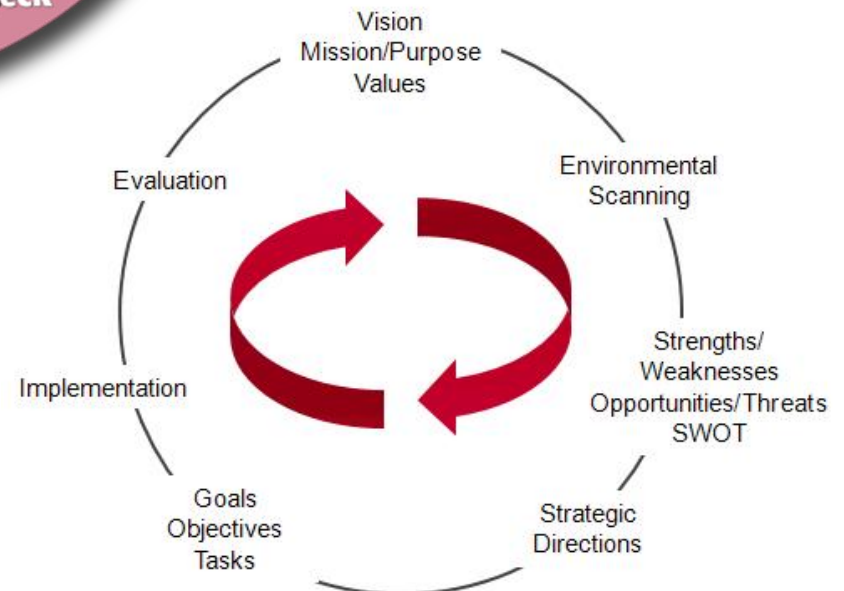 Vision
Mission/Purpose
Values
Environmental
Scanning
Strengths/
Weaknesses
Opportunities/Threats
SWOT
Strategic
Directions
Goals
Objectives
Tasks
Implementation
Evaluation